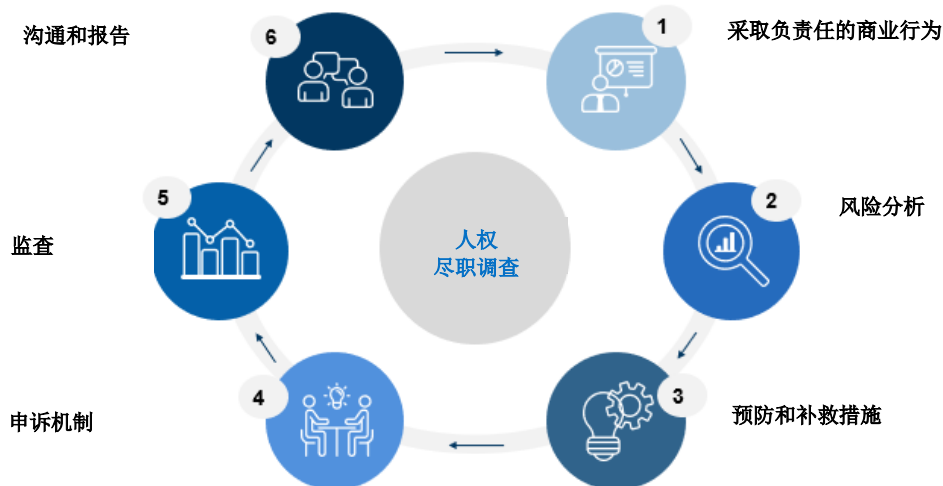 1
采取负责任的商业行为
2
风险分析
3
预防和补救措施
4
申诉机制
5
监查
6
沟通和报告
人权
尽职调查